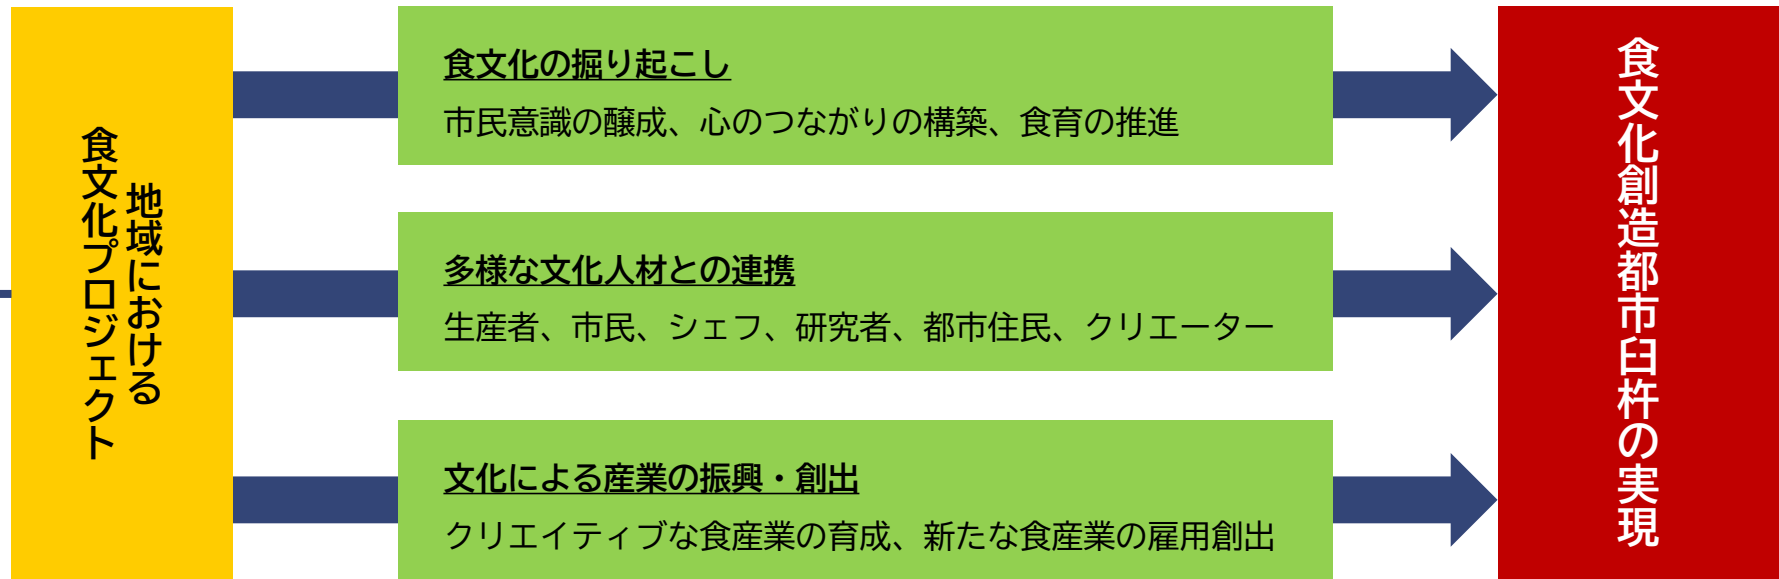 地域における
食文化プロジェクト
食文化の掘り起こし
市民意識の醸成、心のつながりの構築、食育の推進
多様な文化人材との連携
生産者、市民、シェフ、研究者、都市住民、クリエーター
文化による産業の振興・創出
クリエイティブな食産業の育成、新たな食産業の雇用創出
食文化創造都市臼杵の実現